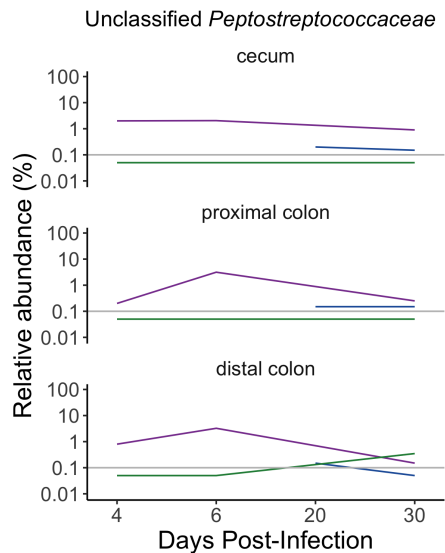 Unclassified Peptostreptococcaceae
cecum
100
10
1
0.1
0.01
proximal colon
100
10
1
0.1
0.01
distal colon
100
10
1
0.1
0.01
4 6 20 30
Days Post-Infection
Relative abundance (%)